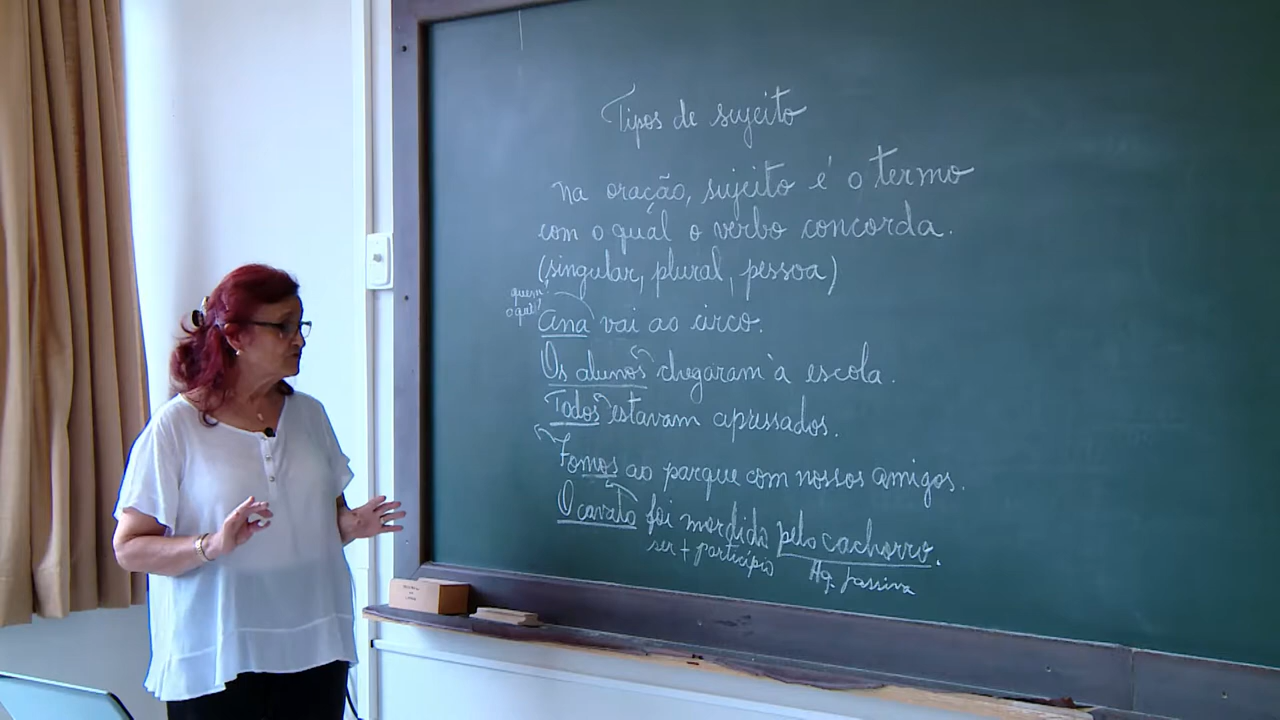 Tipos de sujeito
na oração, sujeito é o termo
com o qual o verbo concorda.
(singular, plural, pessoa)
quem?
o que?
Ana vai ao circo.
Os alunos chegaram à escola.
Todos estavam apressados.
Fomos ao parque com nossos amigos.
O cavalo foi mordido pelo cachorro.
ser + particípio
Ag. passiva